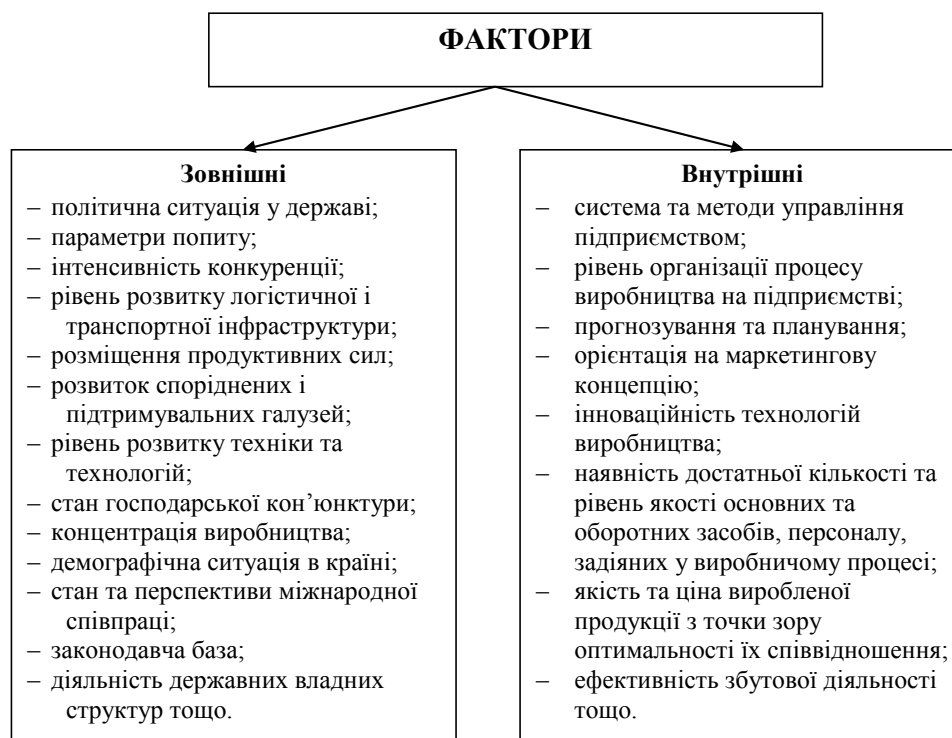 ФАКТОРИ
Зовнішні
– політична ситуація у державі;
– параметри попиту;
– інтенсивність конкуренції;
– рівень розвитку логістичної і
транспортної інфраструктури;
– розміщення продуктивних сил;
– розвиток споріднених і
підтримувальних галузей;
– рівень розвитку техніки та
технологій;
– стан господарської кон’юнктури;
– концентрація виробництва;
– демографічна ситуація в країні;
– стан та перспективи міжнародної
співпраці;
– законодавча база;
– діяльність державних владних
структур тощо.
Внутрішні
– система та методи управління
підприємством;
– рівень організації процесу
виробництва на підприємстві;
– прогнозування та планування;
– орієнтація на маркетингову
концепцію;
– інноваційність технологій
виробництва;
– наявність достатньої кількості та
рівень якості основних та
оборотних засобів, персоналу,
задіяних у виробничому процесі;
– якість та ціна виробленої
продукції з точки зору
оптимальності їх співвідношення;
– ефективність збутової діяльності
тощо.